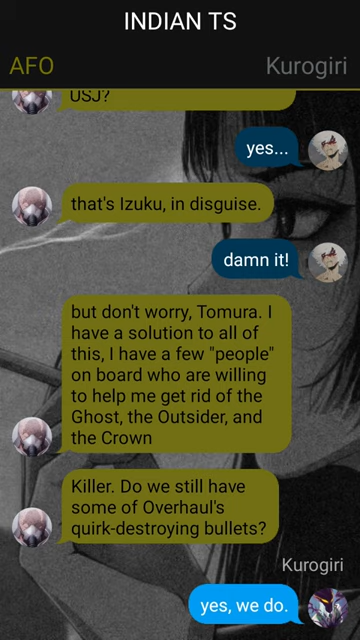 INDIAN TS
AFO
Kurogiri
USJ?
yes...
that's Izuku, in disguise.
damn it!
but don't worry, Tomura. I
have a solution to all of
this, I have a few "people"
on board who are willing
to help me get rid of the
Ghost, the Outsider, and
the Crown
Killer. Do we still have
some of Overhaul's
quirk-destroying bullets?
Kurogiri
yes, we do.